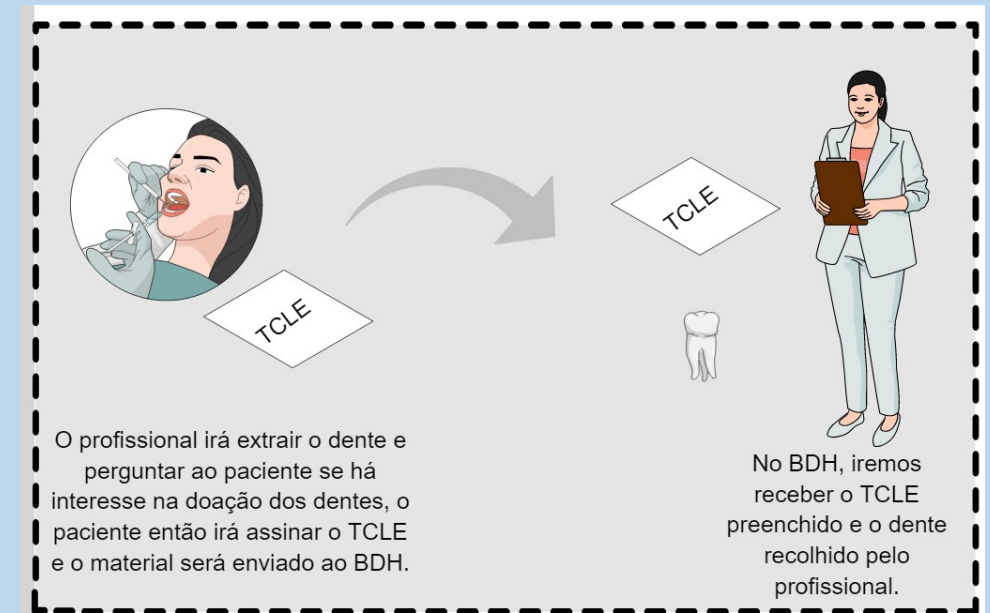 TCLE
O profissional irá extrair o dente e
perguntar ao paciente se há
interesse na doação dos dentes, o
paciente então irá assinar o TCLE
e o material será enviado ao BDH.
TCLE
No BDH, iremos
receber o TCLE
preenchido e o dente
recolhido pelo
profissional.